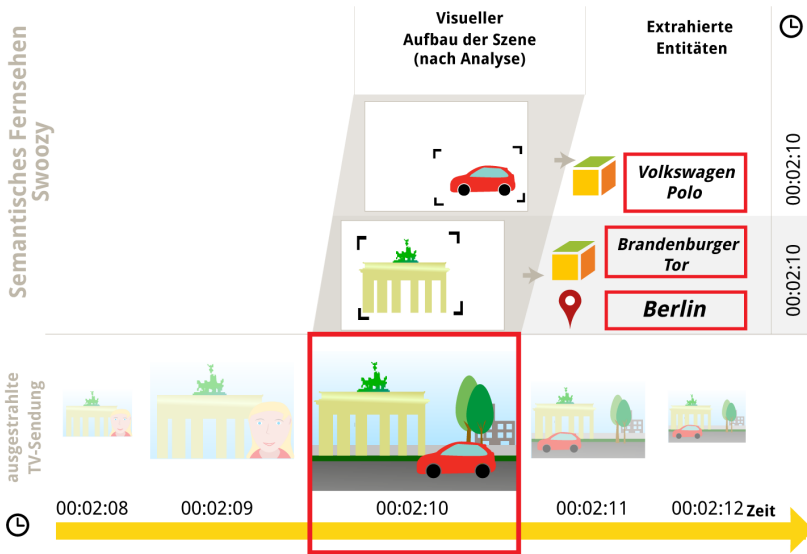 Semantisches Fernsehen
Swoozy
Visueller
Aufbau der Szene
(nach Analyse)
Extrahierte
Entitäten
Volkswagen
Polo
00:02:10
Brandenburger
Tor
Berlin
00:02:10
ausgestrahlte
TV-Sendung
00:02:08
00:02:09
00:02:10
00:02:11
00:02:12
Zeit